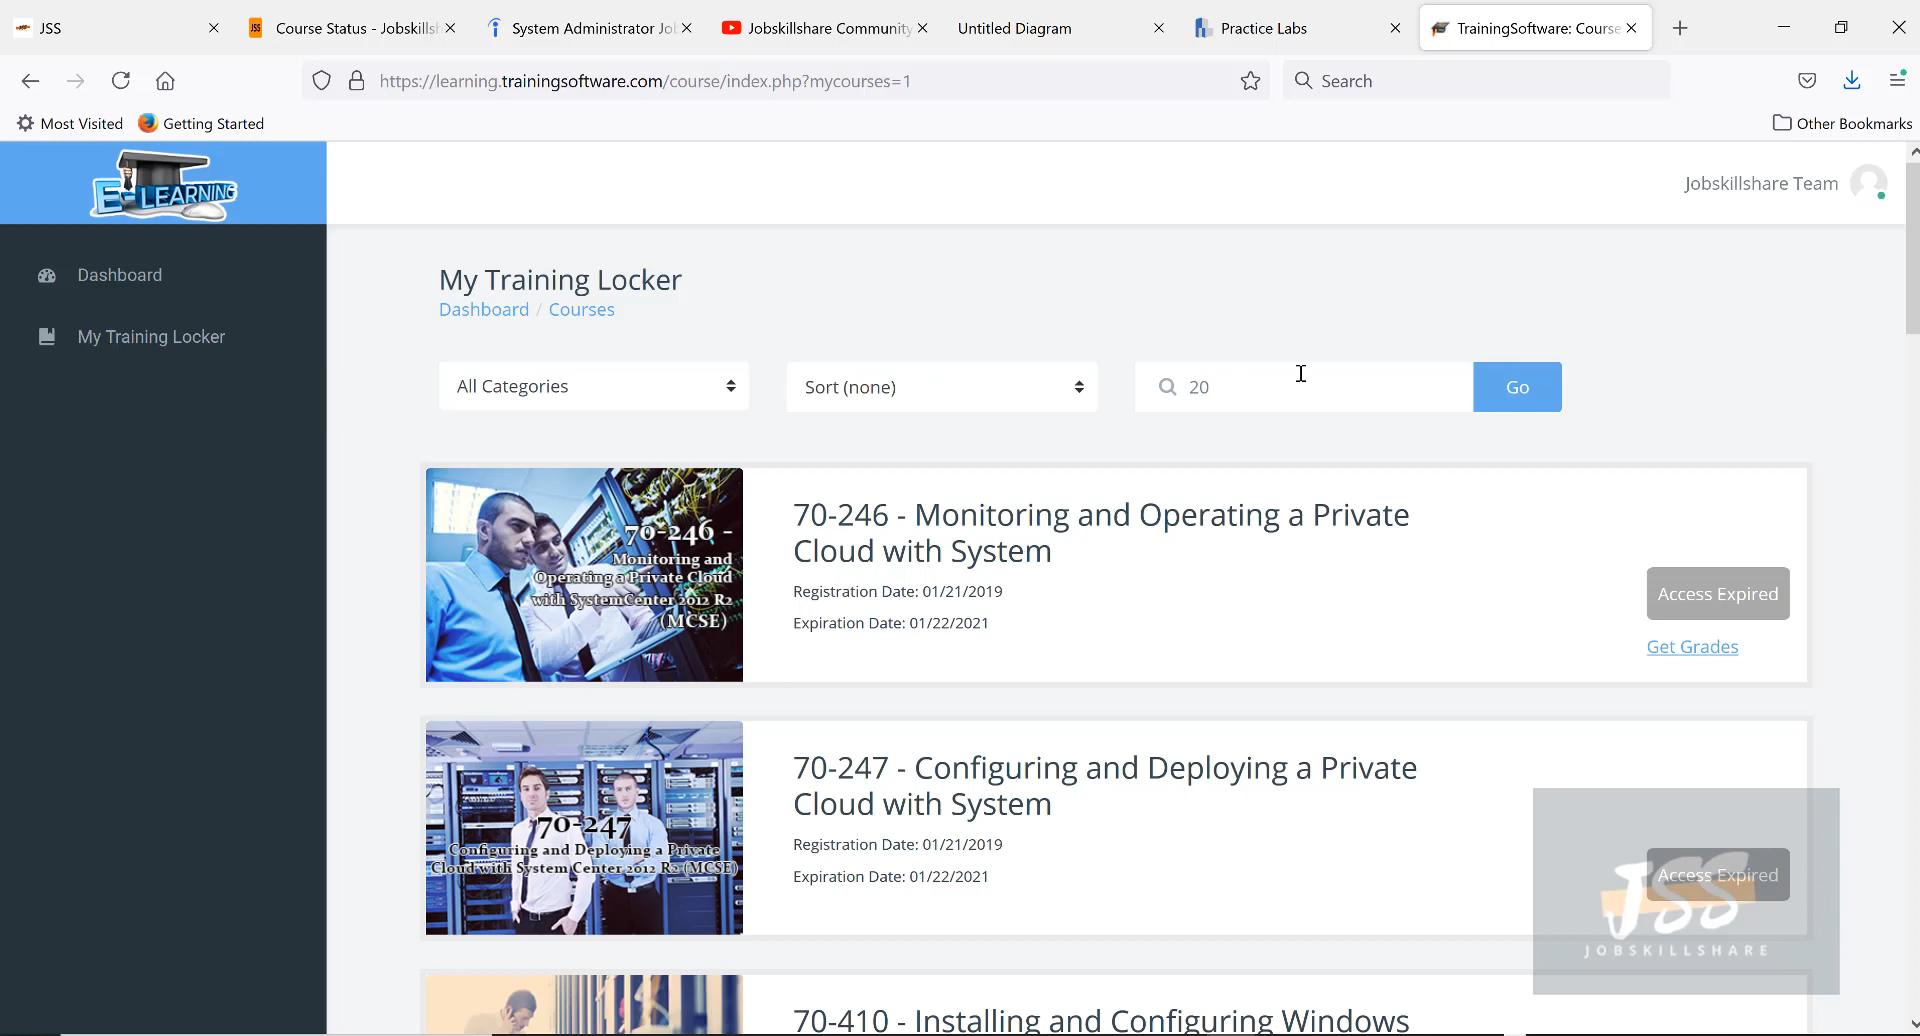 JSS
Course Status - Jobskillsh
System Administrator Jo
Jobskillshare Community
Untitled Diagram
Practice Labs
TrainingSoftware: Course
https://learning.trainingsoftware.com/course/index.php?mycourses=1
Search
Most Visited
Getting Started
Other Bookmarks
E-LEARNING
Jobskillshare Team
Dashboard
My Training Locker
My Training Locker
Dashboard / Courses
All Categories
Sort (none)
20
Go
70-246 -
Monitoring and
Operating a Private Cloud
with SystemCenter 2012 R2
(MCSE)
70-246 - Monitoring and Operating a Private
Cloud with System
Registration Date: 01/21/2019
Expiration Date: 01/22/2021
Access Expired
Get Grades
70-247
Configuring and Deploying a Private
Cloud with System Center 2012 R2 (MCSE)
70-247 - Configuring and Deploying a Private
Cloud with System
Registration Date: 01/21/2019
Expiration Date: 01/22/2021
Access Expired
JSS
JOBSKILLSHARE
70-410 - Installing and Configuring Windows